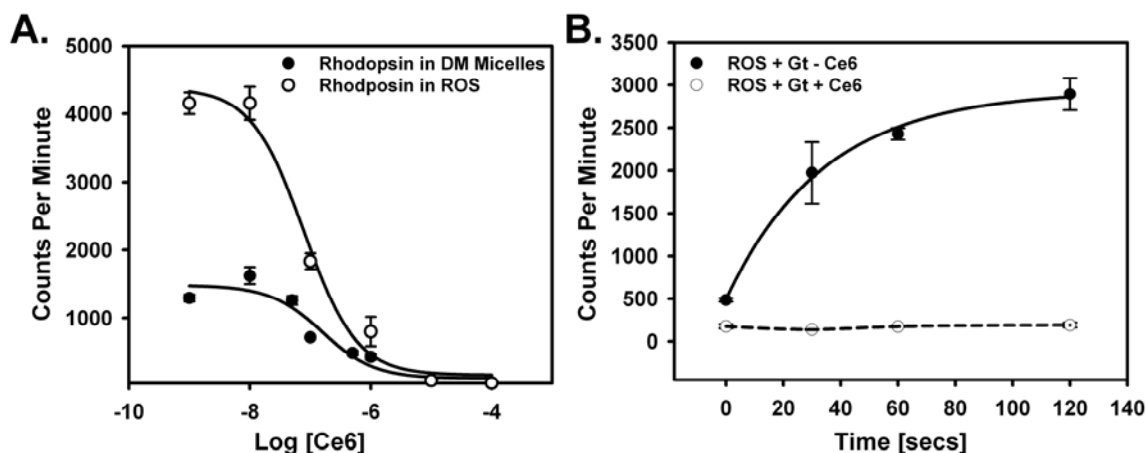 A.
5000
4000
3000
2000
1000
Counts Per Minute
Rhodopsin in DM Micelles
Rhodposin in ROS
-10
-8
-6
-4
Log [Ce6]
B.
3500
3000
2500
2000
1500
1000
500
0
Counts Per Minute
ROS + Gt - Ce6
ROS + Gt + Ce6
0
20
40
60
80
100
120
140
Time [secs]